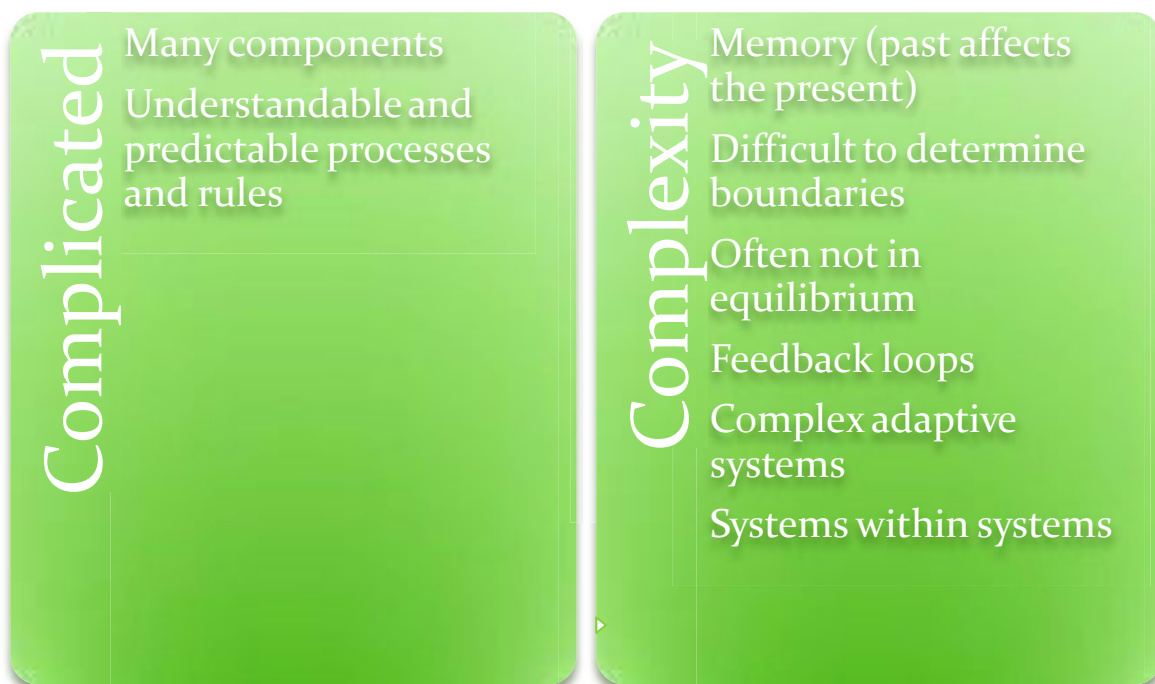 Complicated
Many components
Understandable and
predictable processes
and rules
Complexity
Memory (past affects
the present)
Difficult to determine
boundaries
Often not in
equilibrium
Feedback loops
Complex adaptive
systems
Systems within systems